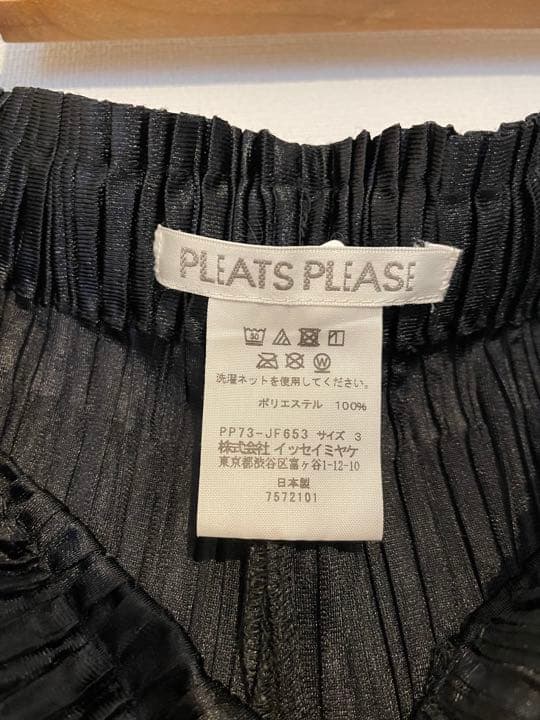 PLEATS PLEASE
30
W
洗濯ネットを使用してください。
ポリエステル 100%
PP73-JF653 サイズ 3
株式会社 イッセイミヤケ
東京都渋谷区富ヶ谷1-12-10
日本製
7572101